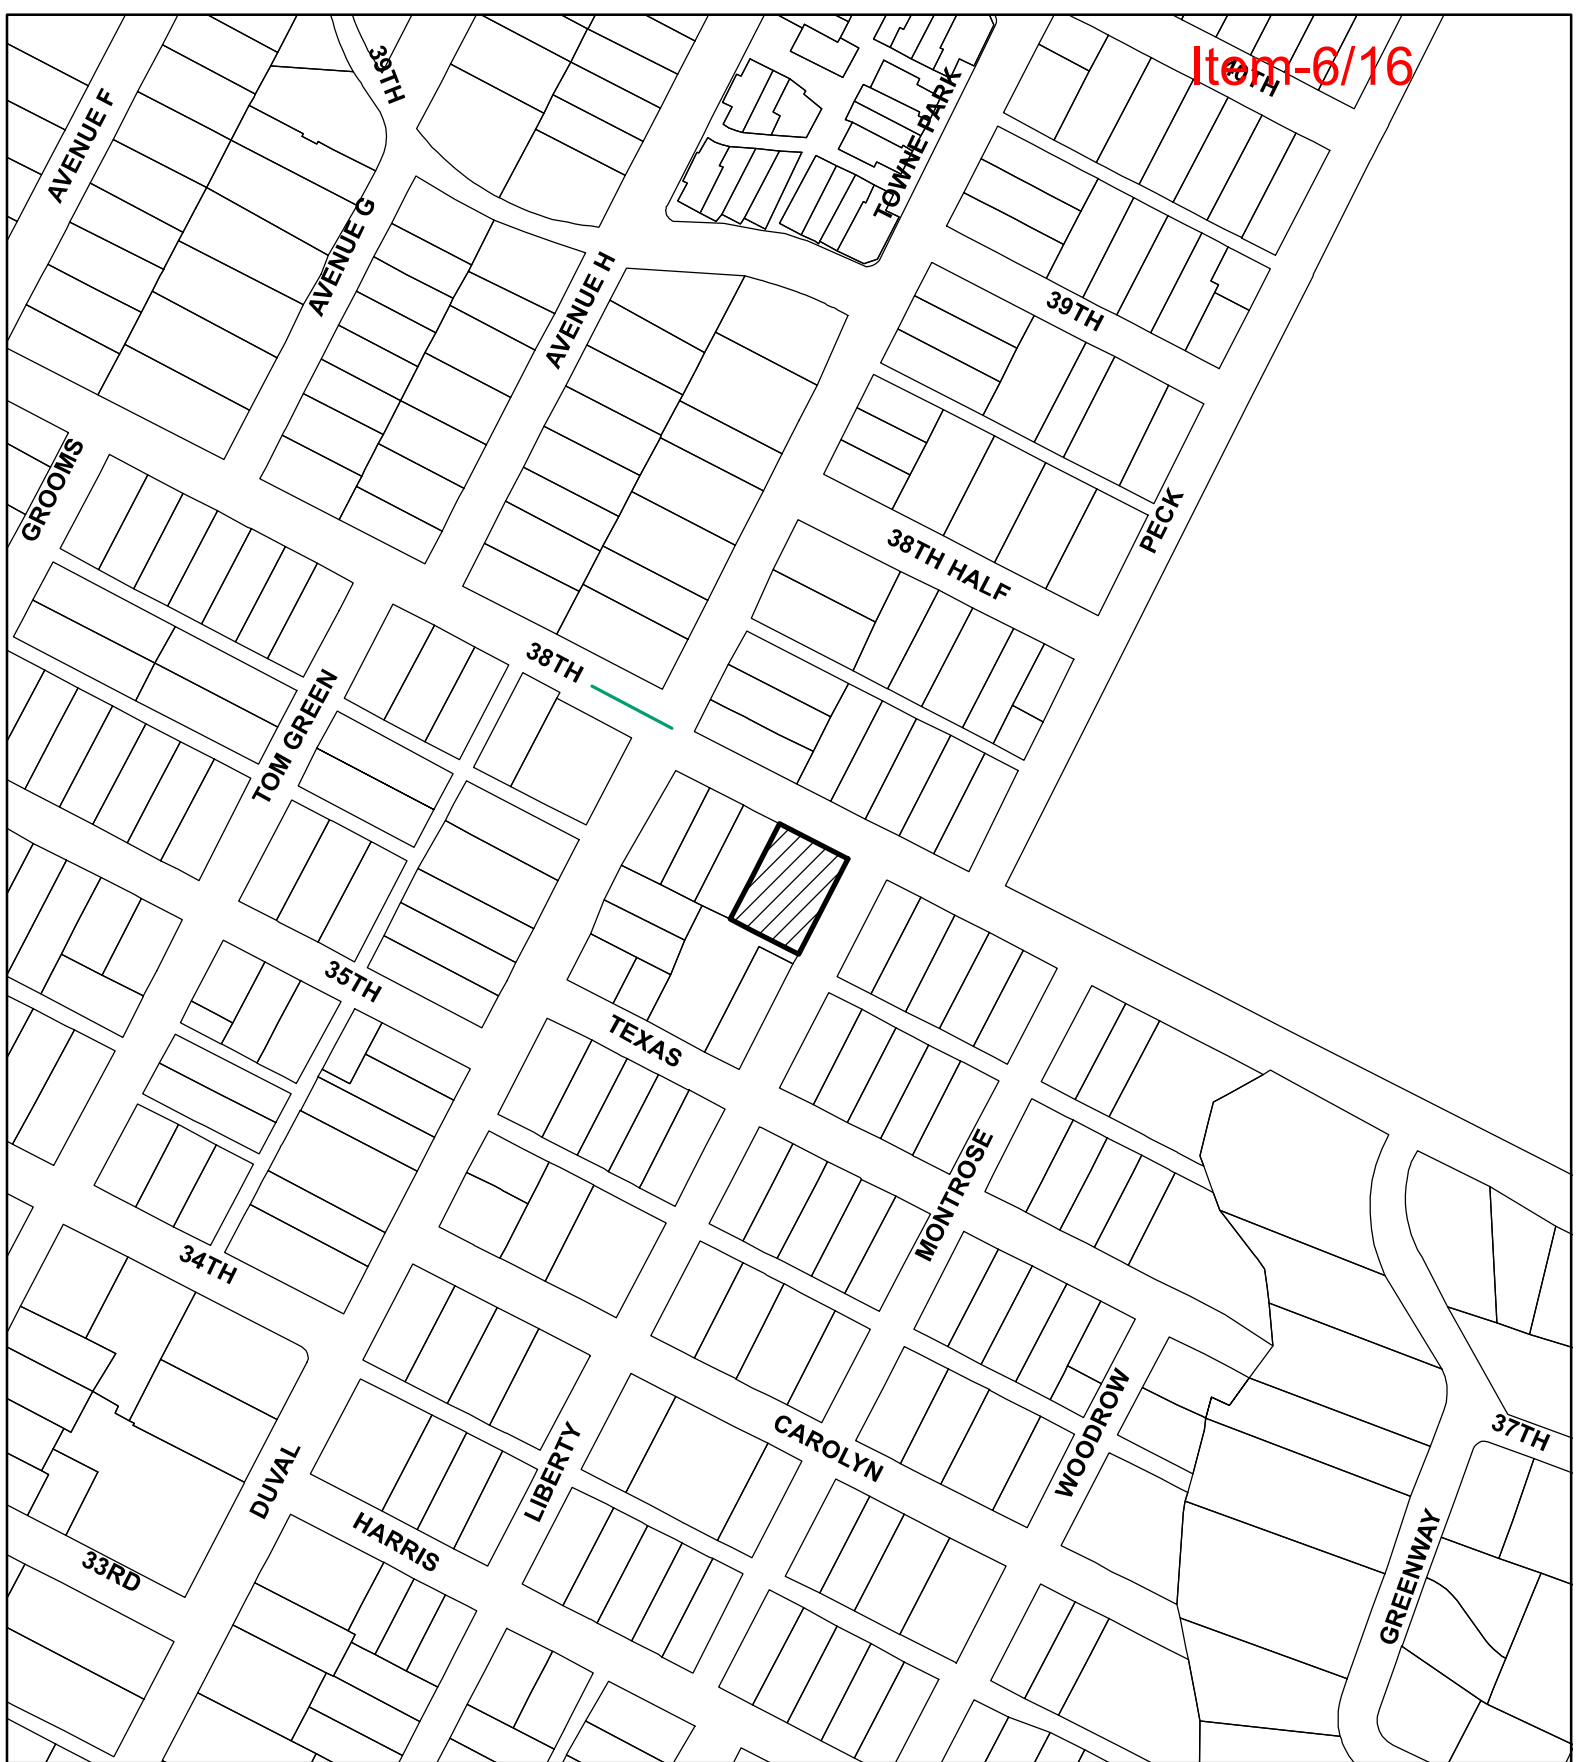 Item-6/16
40TH
39TH
AVENUE F
TOWNE PARK
AVENUE G
AVENUE H
39TH
GROOMS
PECK
38TH HALF
38TH
TOM GREEN
35TH
TEXAS
MONTROSE
34TH
WOODROW
CAROLYN
37TH
DUVAL
LIBERTY
HARRIS
GREENWAY
33RD